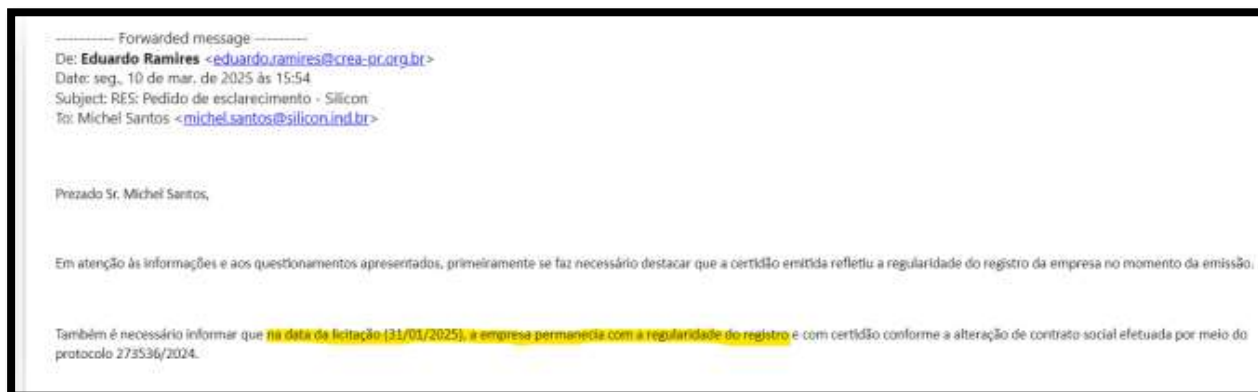 ---------- Forwarded message ----------
De: Eduardo Ramires <eduardo.ramires@crea-pr.org.br>
Date: seg., 10 de mar. de 2025 às 15:54
Subject: RES: Pedido de esclarecimento - Silicon
To: Michel Santos <michel.santos@silicon.ind.br>
Prezado Sr. Michel Santos,
Em atenção às informações e aos questionamentos apresentados, primeiramente se faz necessário destacar que a certidão emitida refletiu a regularidade do registro da empresa no momento da emissão.
Também é necessário informar que na data da licitação (31/01/2025), a empresa permanecia com a regularidade do registro e com certidão conforme a alteração de contrato social efetuada por meio do
protocolo 273536/2024.